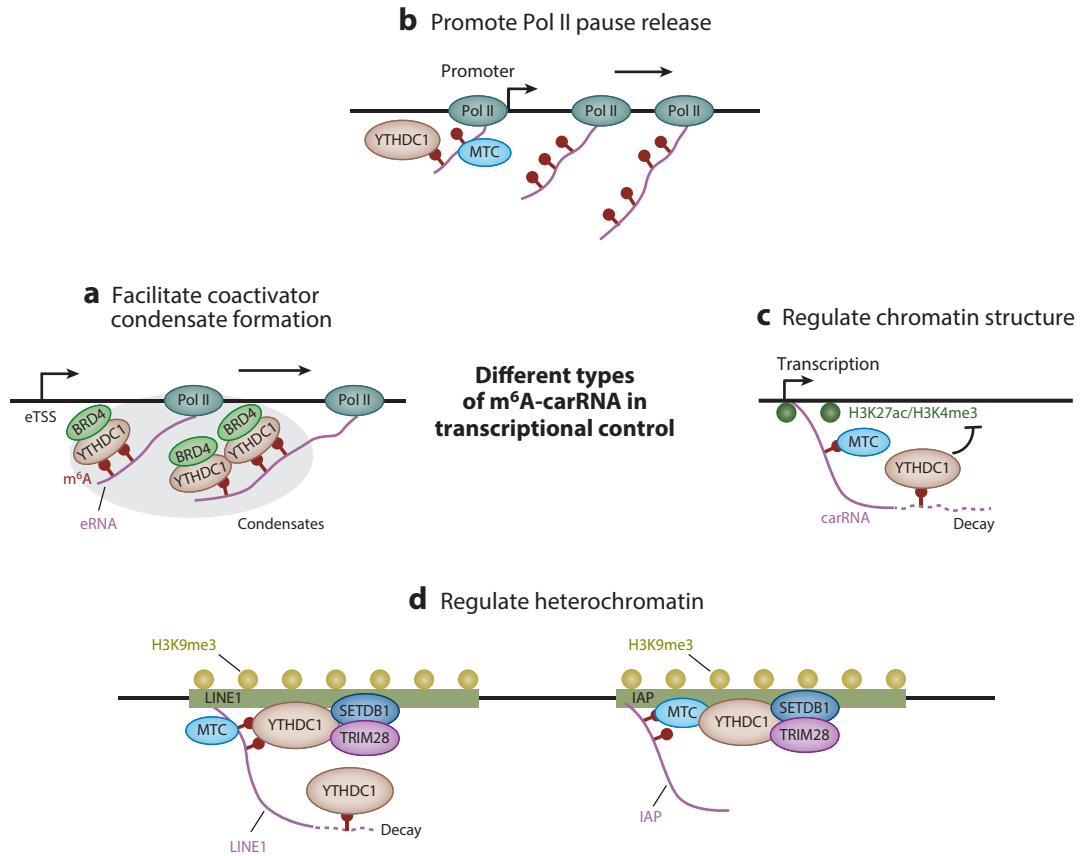 b Promote Pol II pause release
Promoter
Pol II
Pol II
Pol II
YTHDC1
MTC
a Facilitate coactivator
condensate formation
eTSS
Pol II
Pol II
BRD4
YTHDC1
BRD4
YTHDC1
BRD4
YTHDC1
m⁶A
eRNA
Condensates
Different types
of m⁶A-carRNA in
transcriptional control
c Regulate chromatin structure
Transcription
H3K27ac/H3K4me3
MTC
YTHDC1
carRNA
Decay
d Regulate heterochromatin
H3K9me3
LINE1
MTC
YTHDC1
SETDB1
TRIM28
YTHDC1
Decay
LINE1
H3K9me3
IAP
MTC
YTHDC1
SETDB1
TRIM28
IAP